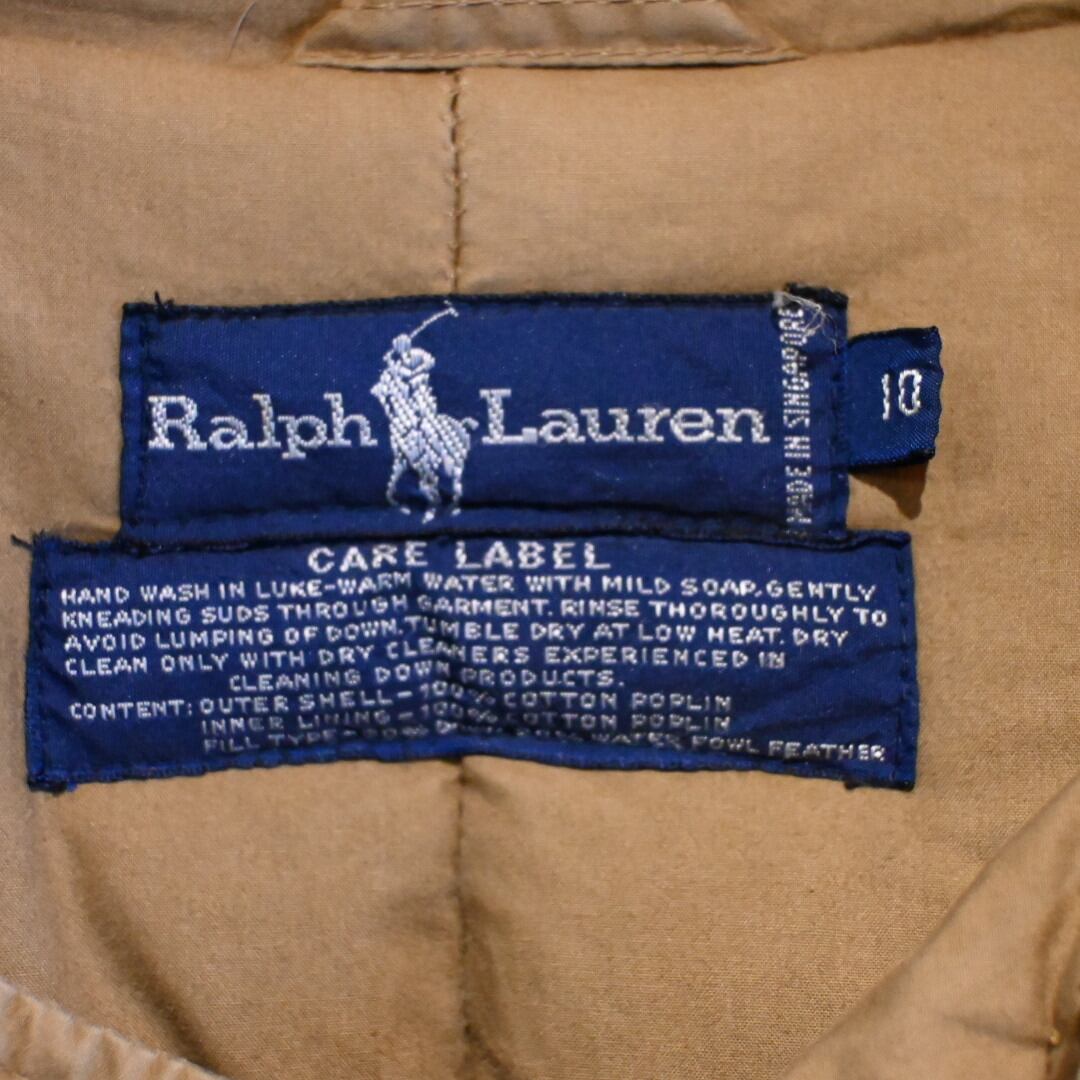 Ralph Lauren
MADE IN SINGAPORE
10
CARE LABEL
HAND WASH IN LUKE-WARM WATER WITH MILD SOAP. GENTLY
KNEADING SUDS THROUGH GARMENT. RINSE THOROUGHLY TO
AVOID LUMPING OF DOWN. TUMBLE DRY AT LOW HEAT. DRY
CLEAN ONLY WITH DRY CLEANERS EXPERIENCED IN
CLEANING DOWN PRODUCTS.
CONTENT: OUTER SHELL - 100% COTTON POPLIN
INNER LINING - 100% COTTON POPLIN
FILL TYPE - WATER FOWL FEATHER